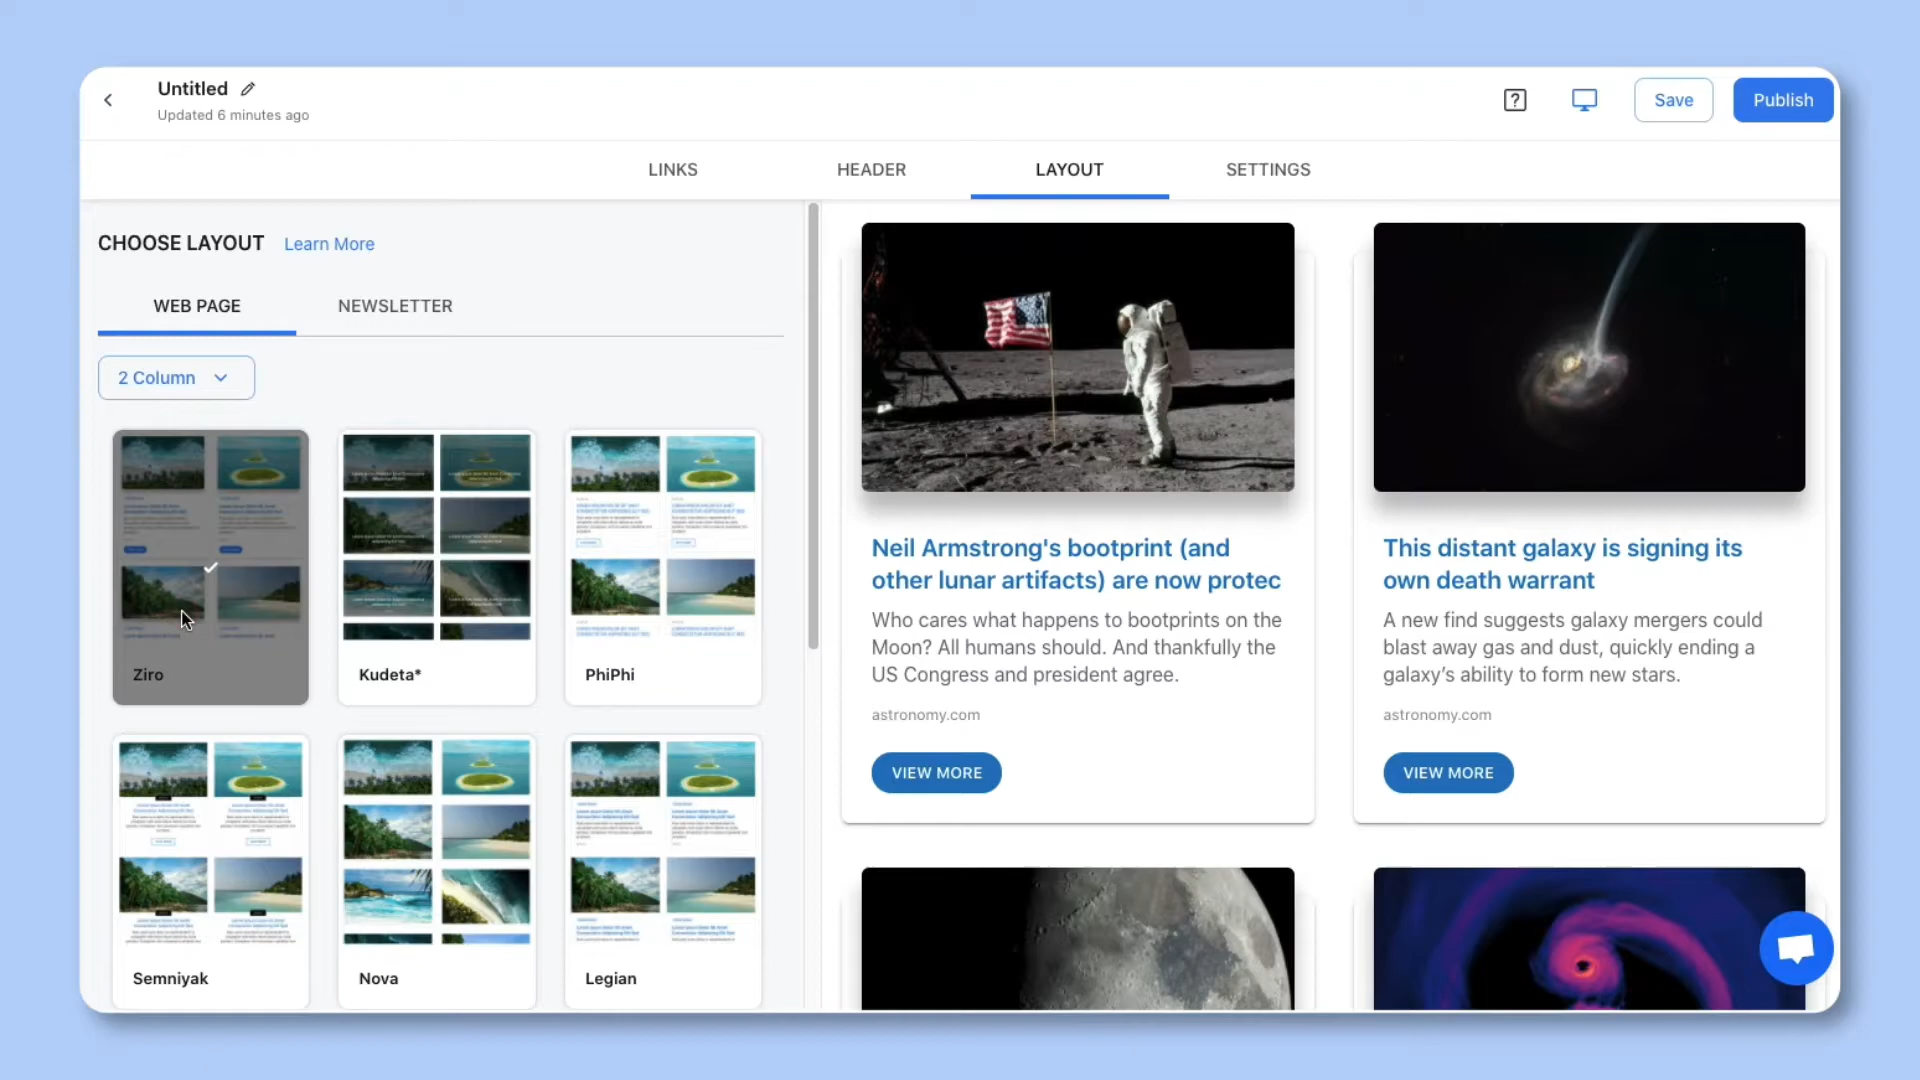 Untitled
Updated 6 minutes ago
?
Save
Publish
LINKS
HEADER
LAYOUT
SETTINGS
CHOOSE LAYOUT
Learn More
WEB PAGE
NEWSLETTER
2 Column
Ziro
Kudeta*
PhiPhi
Semniyak
Nova
Legian
Neil Armstrong's bootprint (and
other lunar artifacts) are now protec
Who cares what happens to bootprints on the
Moon? All humans should. And thankfully the
US Congress and president agree.
astronomy.com
VIEW MORE
This distant galaxy is signing its
own death warrant
A new find suggests galaxy mergers could
blast away gas and dust, quickly ending a
galaxy’s ability to form new stars.
astronomy.com
VIEW MORE